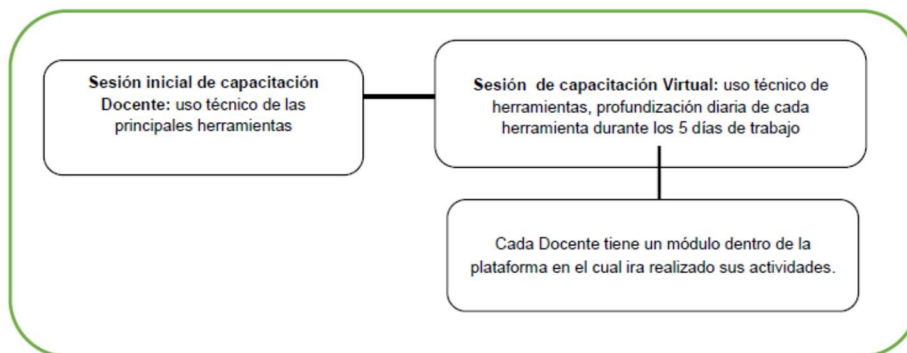 Sesión inicial de capacitación
Docente: uso técnico de las
principales herramientas
Sesión de capacitación Virtual: uso técnico de
herramientas, profundización diaria de cada
herramienta durante los 5 días de trabajo
Cada Docente tiene un módulo dentro de la
plataforma en el cual ira realizado sus actividades.